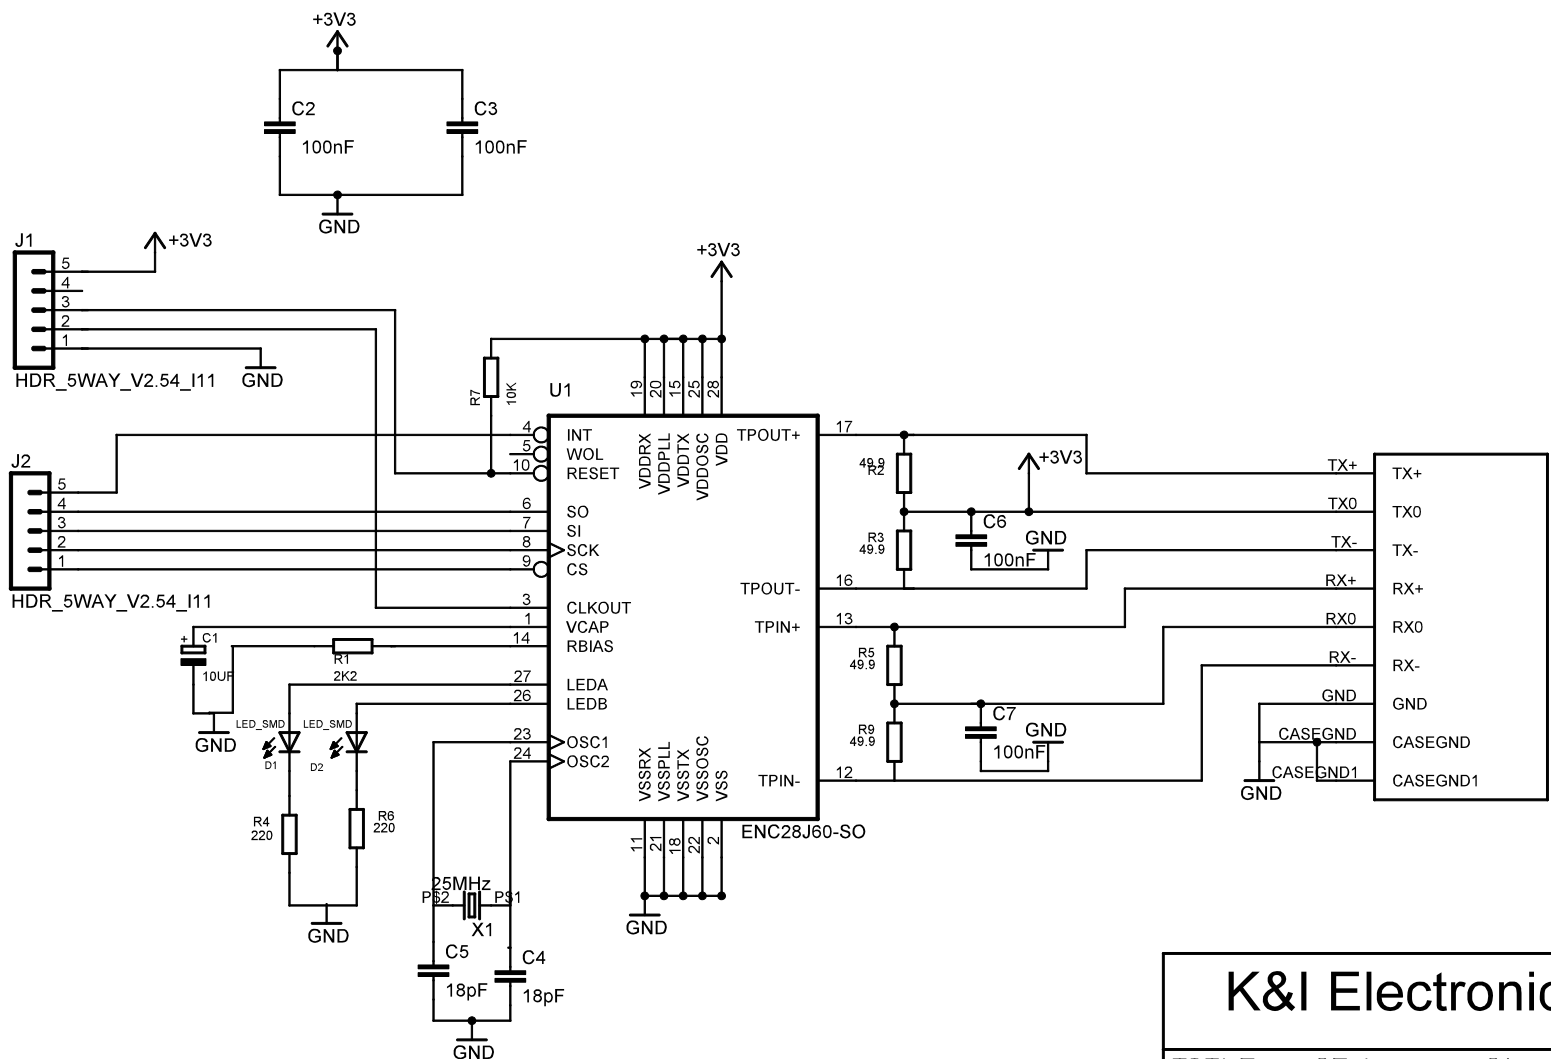 +3V3
C2
C3
100nF
100nF
GND
J1
+3V3
5
4
3
2
1
HDR_5WAY_V2.54_I11
GND
J2
5
4
3
2
1
HDR_5WAY_V2.54_I11
+3V3
R7
10K
U1
19
20
15
25
28
4
5
10
6
7
8
9
3
1
14
27
26
23
24
INT
WOL
RESET
SO
SI
SCK
CS
CLKOUT
VCAP
RBIAS
LEDA
LEDB
OSC1
OSC2
VDDRX
VDDPLL
VDDTX
VDDOSC
VDD
TPOUT+
TPOUT-
TPIN+
TPIN-
VSSRX
VSSPLL
VSSTX
VSSOSC
VSS
11
21
18
22
2
ENC28J60-SO
GND
17
16
13
12
+ C1
10UF
R1
2K2
GND
LED_SMD
LED_SMD
D1
D2
R4
220
R6
220
GND
25MHz
PS2
PS1
X1
C5
18pF
C4
18pF
GND
49.9
R2
R3
49.9
+3V3
C6
100nF
GND
R5
49.9
R9
49.9
C7
100nF
GND
TX+
TX0
TX-
RX+
RX0
RX-
GND
CASEGND
CASEGND1
GND
TX+
TX0
TX-
RX+
RX0
RX-
GND
CASEGND
CASEGND1
K&I Electronic